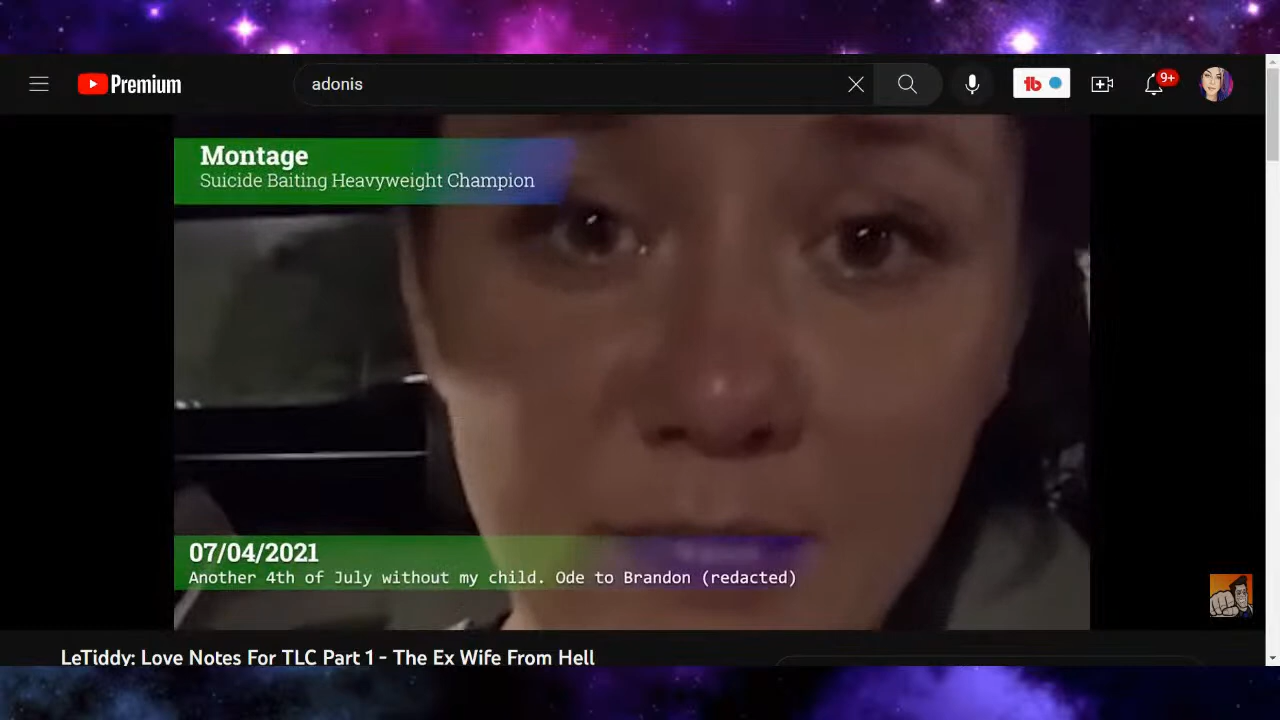 Premium
adonis
9+
Montage
Suicide Baiting Heavyweight Champion
07/04/2021
Another 4th of July without my child. Ode to Brandon (redacted)
LeTiddy: Love Notes For TLC Part 1 - The Ex Wife From Hell